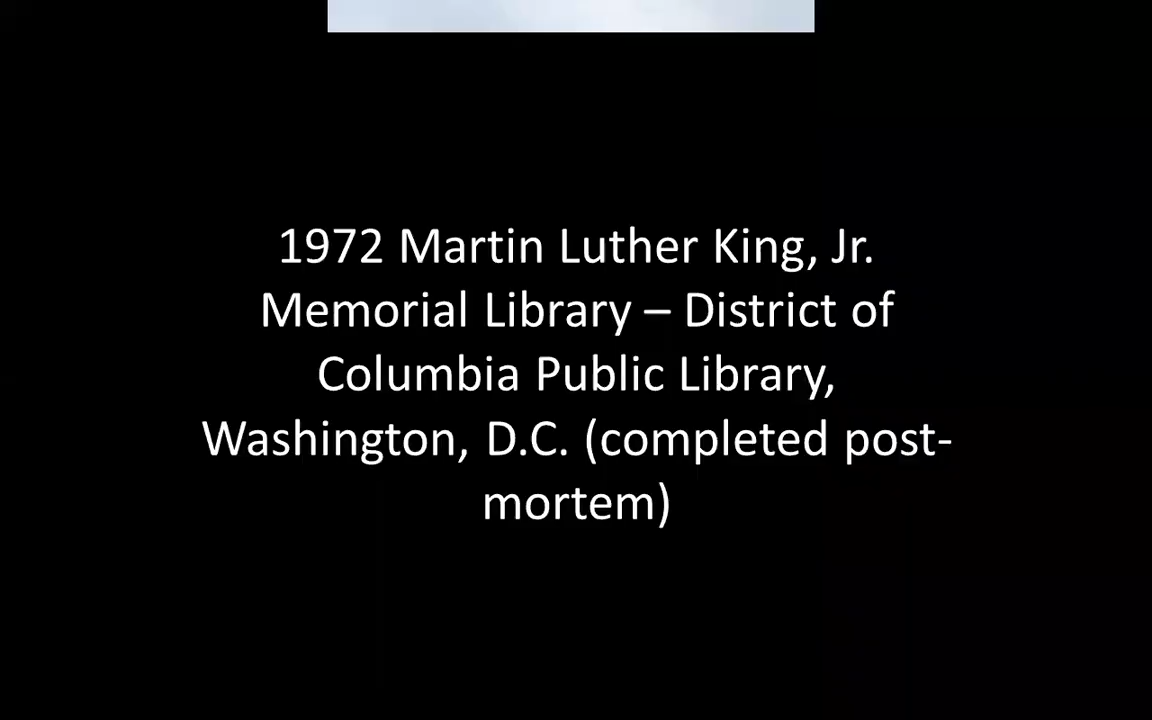 1972 Martin Luther King, Jr.
Memorial Library – District of
Columbia Public Library,
Washington, D.C. (completed post-
mortem)